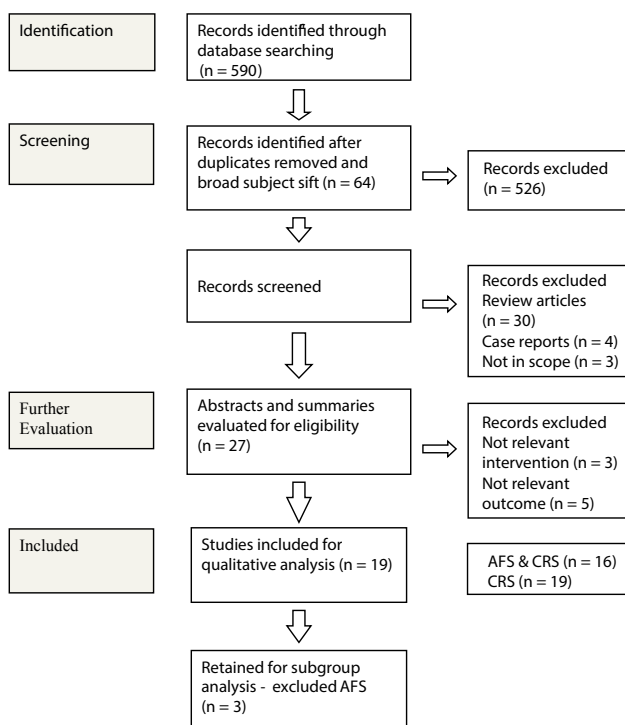 Identification
Records identified through
database searching
(n = 590)
Screening
Records identified after
duplicates removed and
broad subject sift (n = 64)
Records excluded
(n = 526)
Records screened
Records excluded
Review articles
(n = 30)
Case reports (n = 4)
Not in scope (n = 3)
Further
Evaluation
Abstracts and summaries
evaluated for eligibility
(n = 27)
Records excluded
Not relevant
intervention (n = 3)
Not relevant
outcome (n = 5)
Included
Studies included for
qualitative analysis (n = 19)
AFS & CRS (n = 16)
CRS (n = 19)
Retained for subgroup
analysis - excluded AFS
(n = 3)